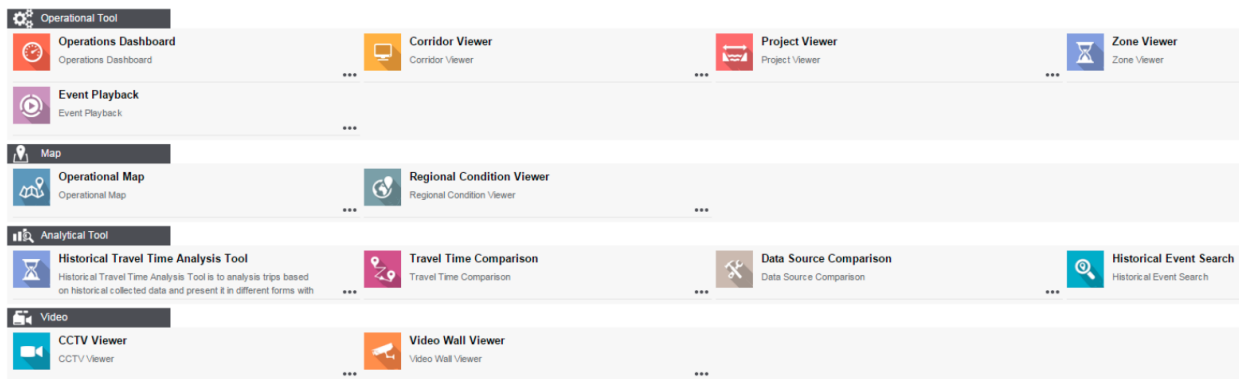 Operational Tool
Operations Dashboard
Operations Dashboard
Corridor Viewer
Corridor Viewer
Project Viewer
Project Viewer
Zone Viewer
Zone Viewer
Event Playback
Event Playback
Map
Operational Map
Operational Map
Regional Condition Viewer
Regional Condition Viewer
Analytical Tool
Historical Travel Time Analysis Tool
Historical Travel Time Analysis Tool is to analysis trips based
on historical collected data and present it in different forms with
Travel Time Comparison
Travel Time Comparison
Data Source Comparison
Data Source Comparison
Historical Event Search
Historical Event Search
Video
CCTV Viewer
CCTV Viewer
Video Wall Viewer
Video Wall Viewer